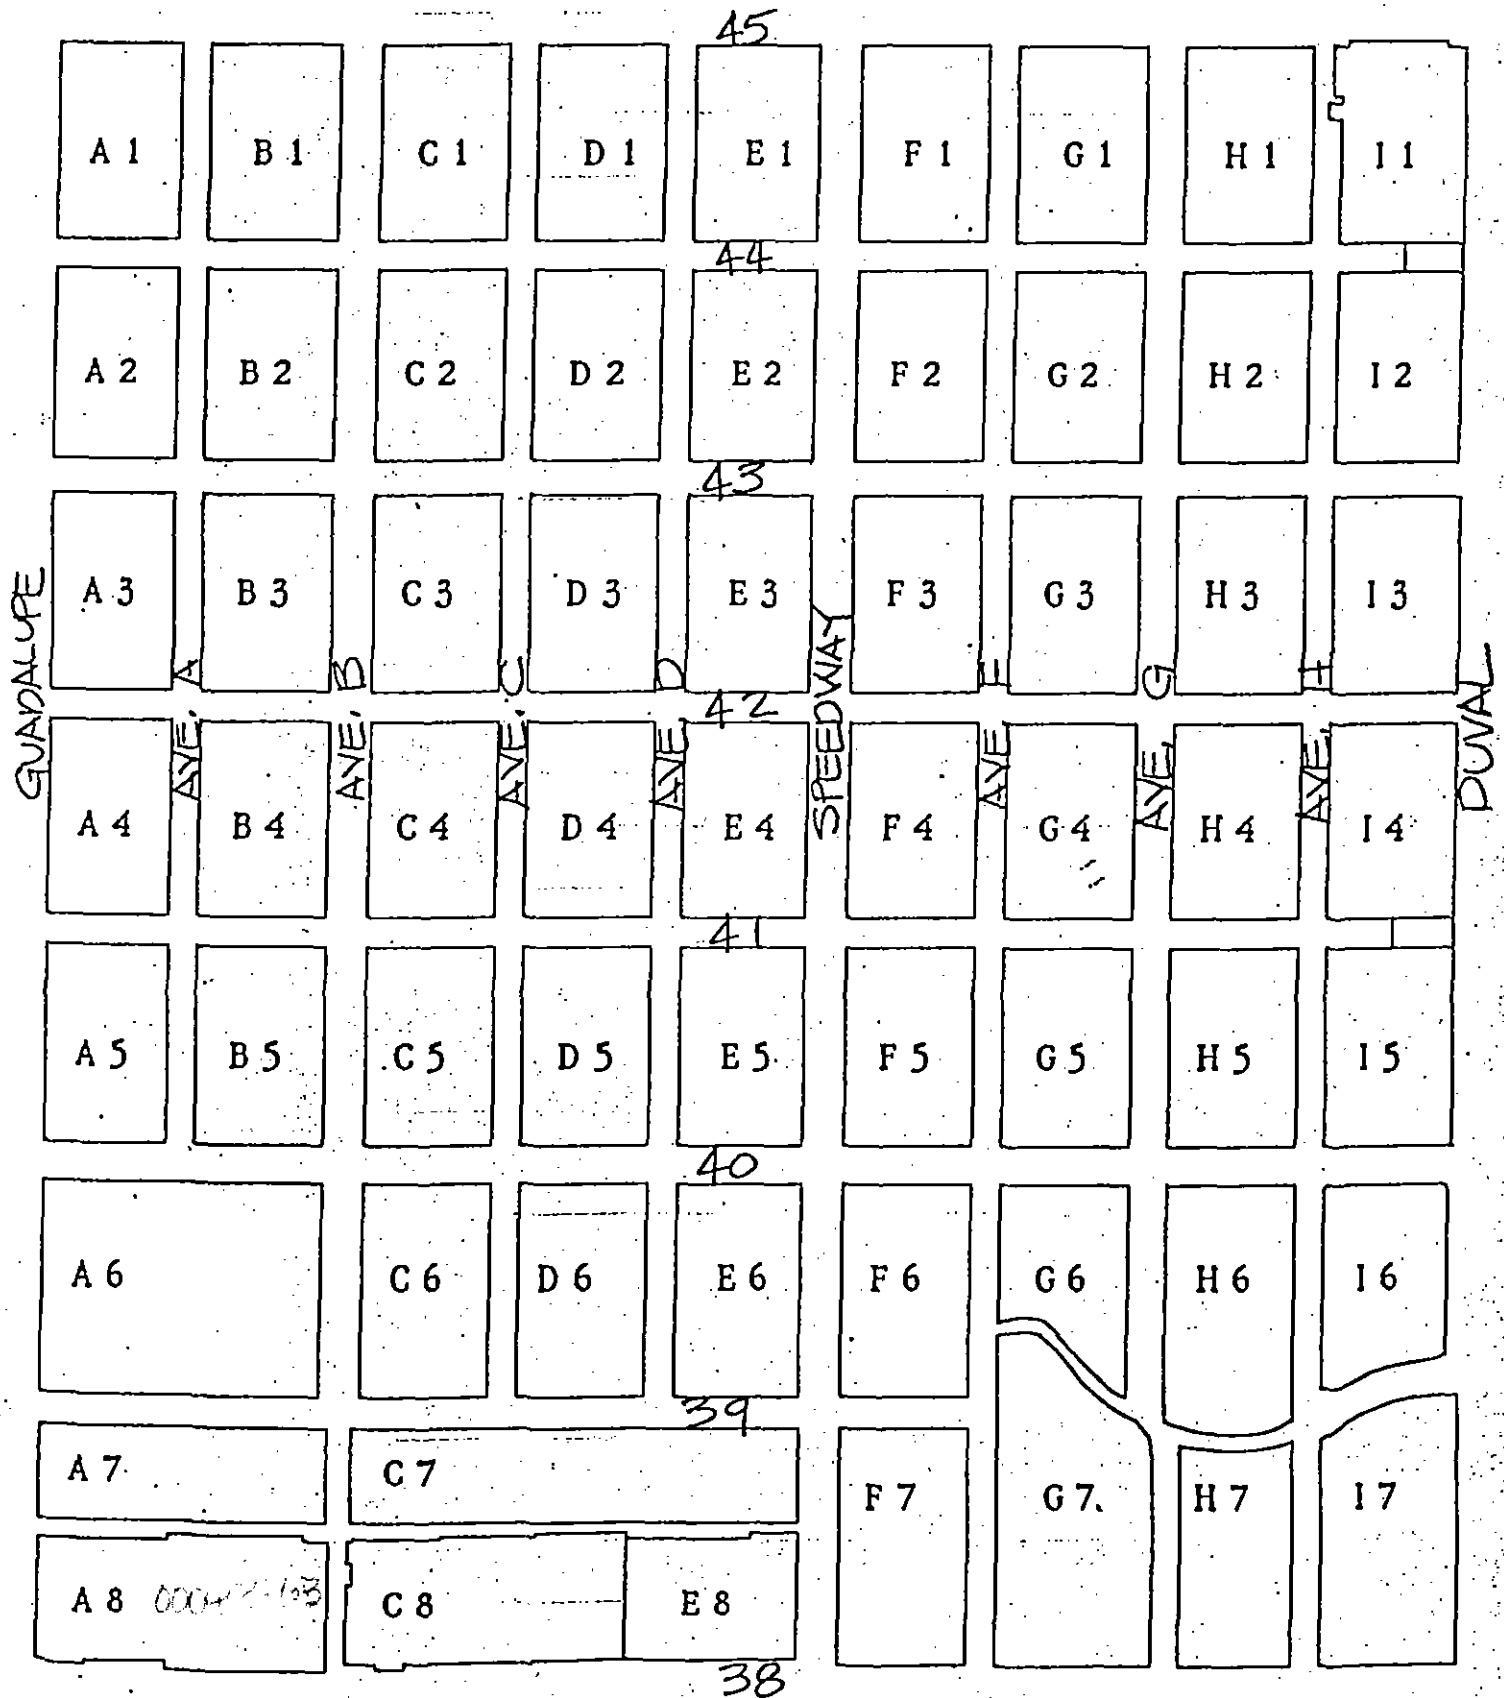 45
A 1 B 1 C 1 D 1 E 1 F 1 G 1 H 1 I 1
44
A 2 B 2 C 2 D 2 E 2 F 2 G 2 H 2 I 2
43
A 3 B 3 C 3 D 3 E 3 F 3 G 3 H 3 I 3
GUADALUPE
AVE. A
AVE. B
AVE. C
AVE D
SPEEDWAY
AVE F
AVE, G
AVE, H
DUVAL
42
A 4 B 4 C 4 D 4 E 4 F 4 G 4 H 4 I 4
41
A 5 B 5 C 5 D 5 E 5 F 5 G 5 H 5 I 5
40
A 6 C 6 D 6 E 6 F 6 G 6 H 6 I 6
39
A 7 C 7 F 7 G 7. H 7 I 7
A 8 C 8 E 8
38